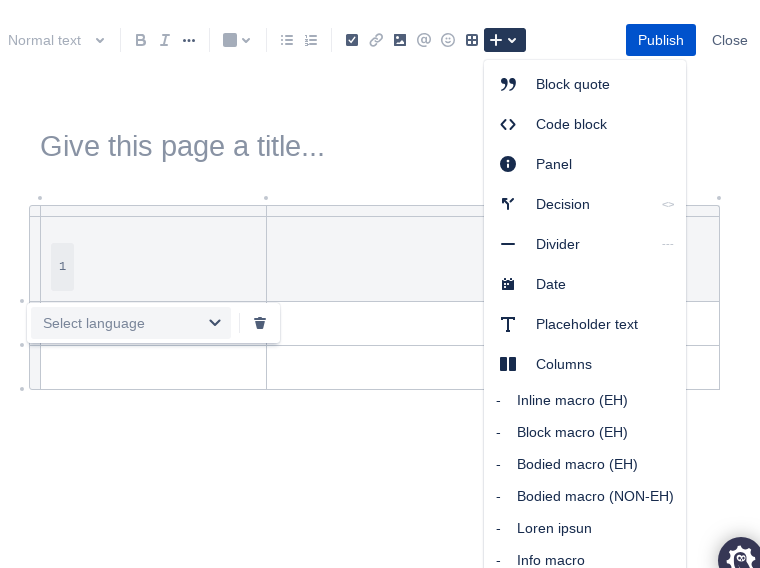 Normal text
Publish
Close
Block quote
Code block
Give this page a title...
Panel
Decision <>
Divider ---
1
Date
Select language
Placeholder text
Columns
- Inline macro (EH)
- Block macro (EH)
- Bodied macro (EH)
- Bodied macro (NON-EH)
- Loren ipsun
- Info macro